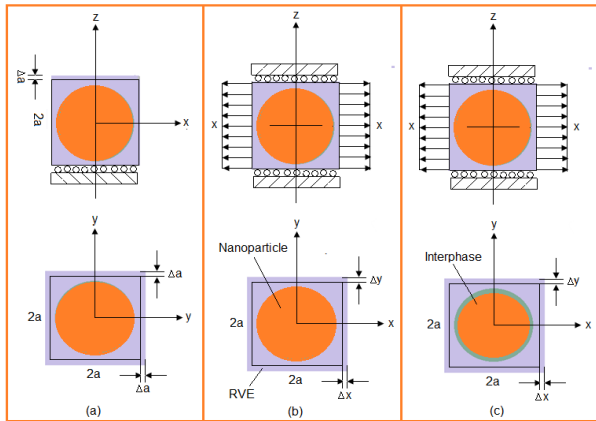 z
Δa
2a
x
y
Δa
2a
y
2a
Δa
(a)
z
x
x
y
Nanoparticle
Δy
2a
x
2a
RVE
Δx
(b)
z
x
x
y
Interphase
Δy
2a
x
2a
Δx
(c)